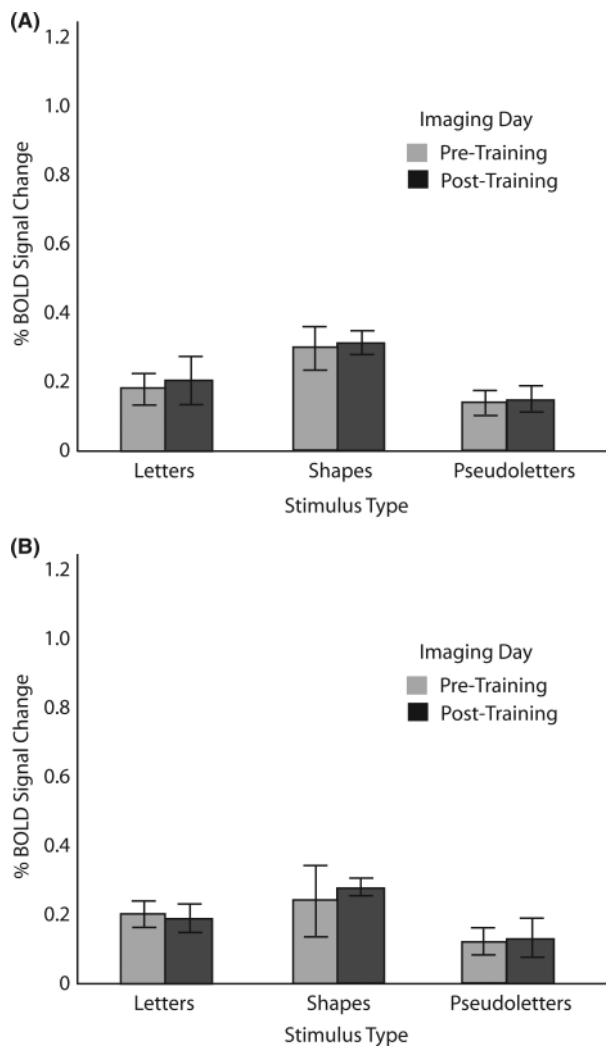 (A)
1.2
1.0
0.8
0.6
0.4
0.2
0
% BOLD Signal Change
Imaging Day
Pre-Training
Post-Training
Letters Shapes Pseudoletters
Stimulus Type
(B)
1.2
1.0
0.8
0.6
0.4
0.2
0
% BOLD Signal Change
Imaging Day
Pre-Training
Post-Training
Letters Shapes Pseudoletters
Stimulus Type